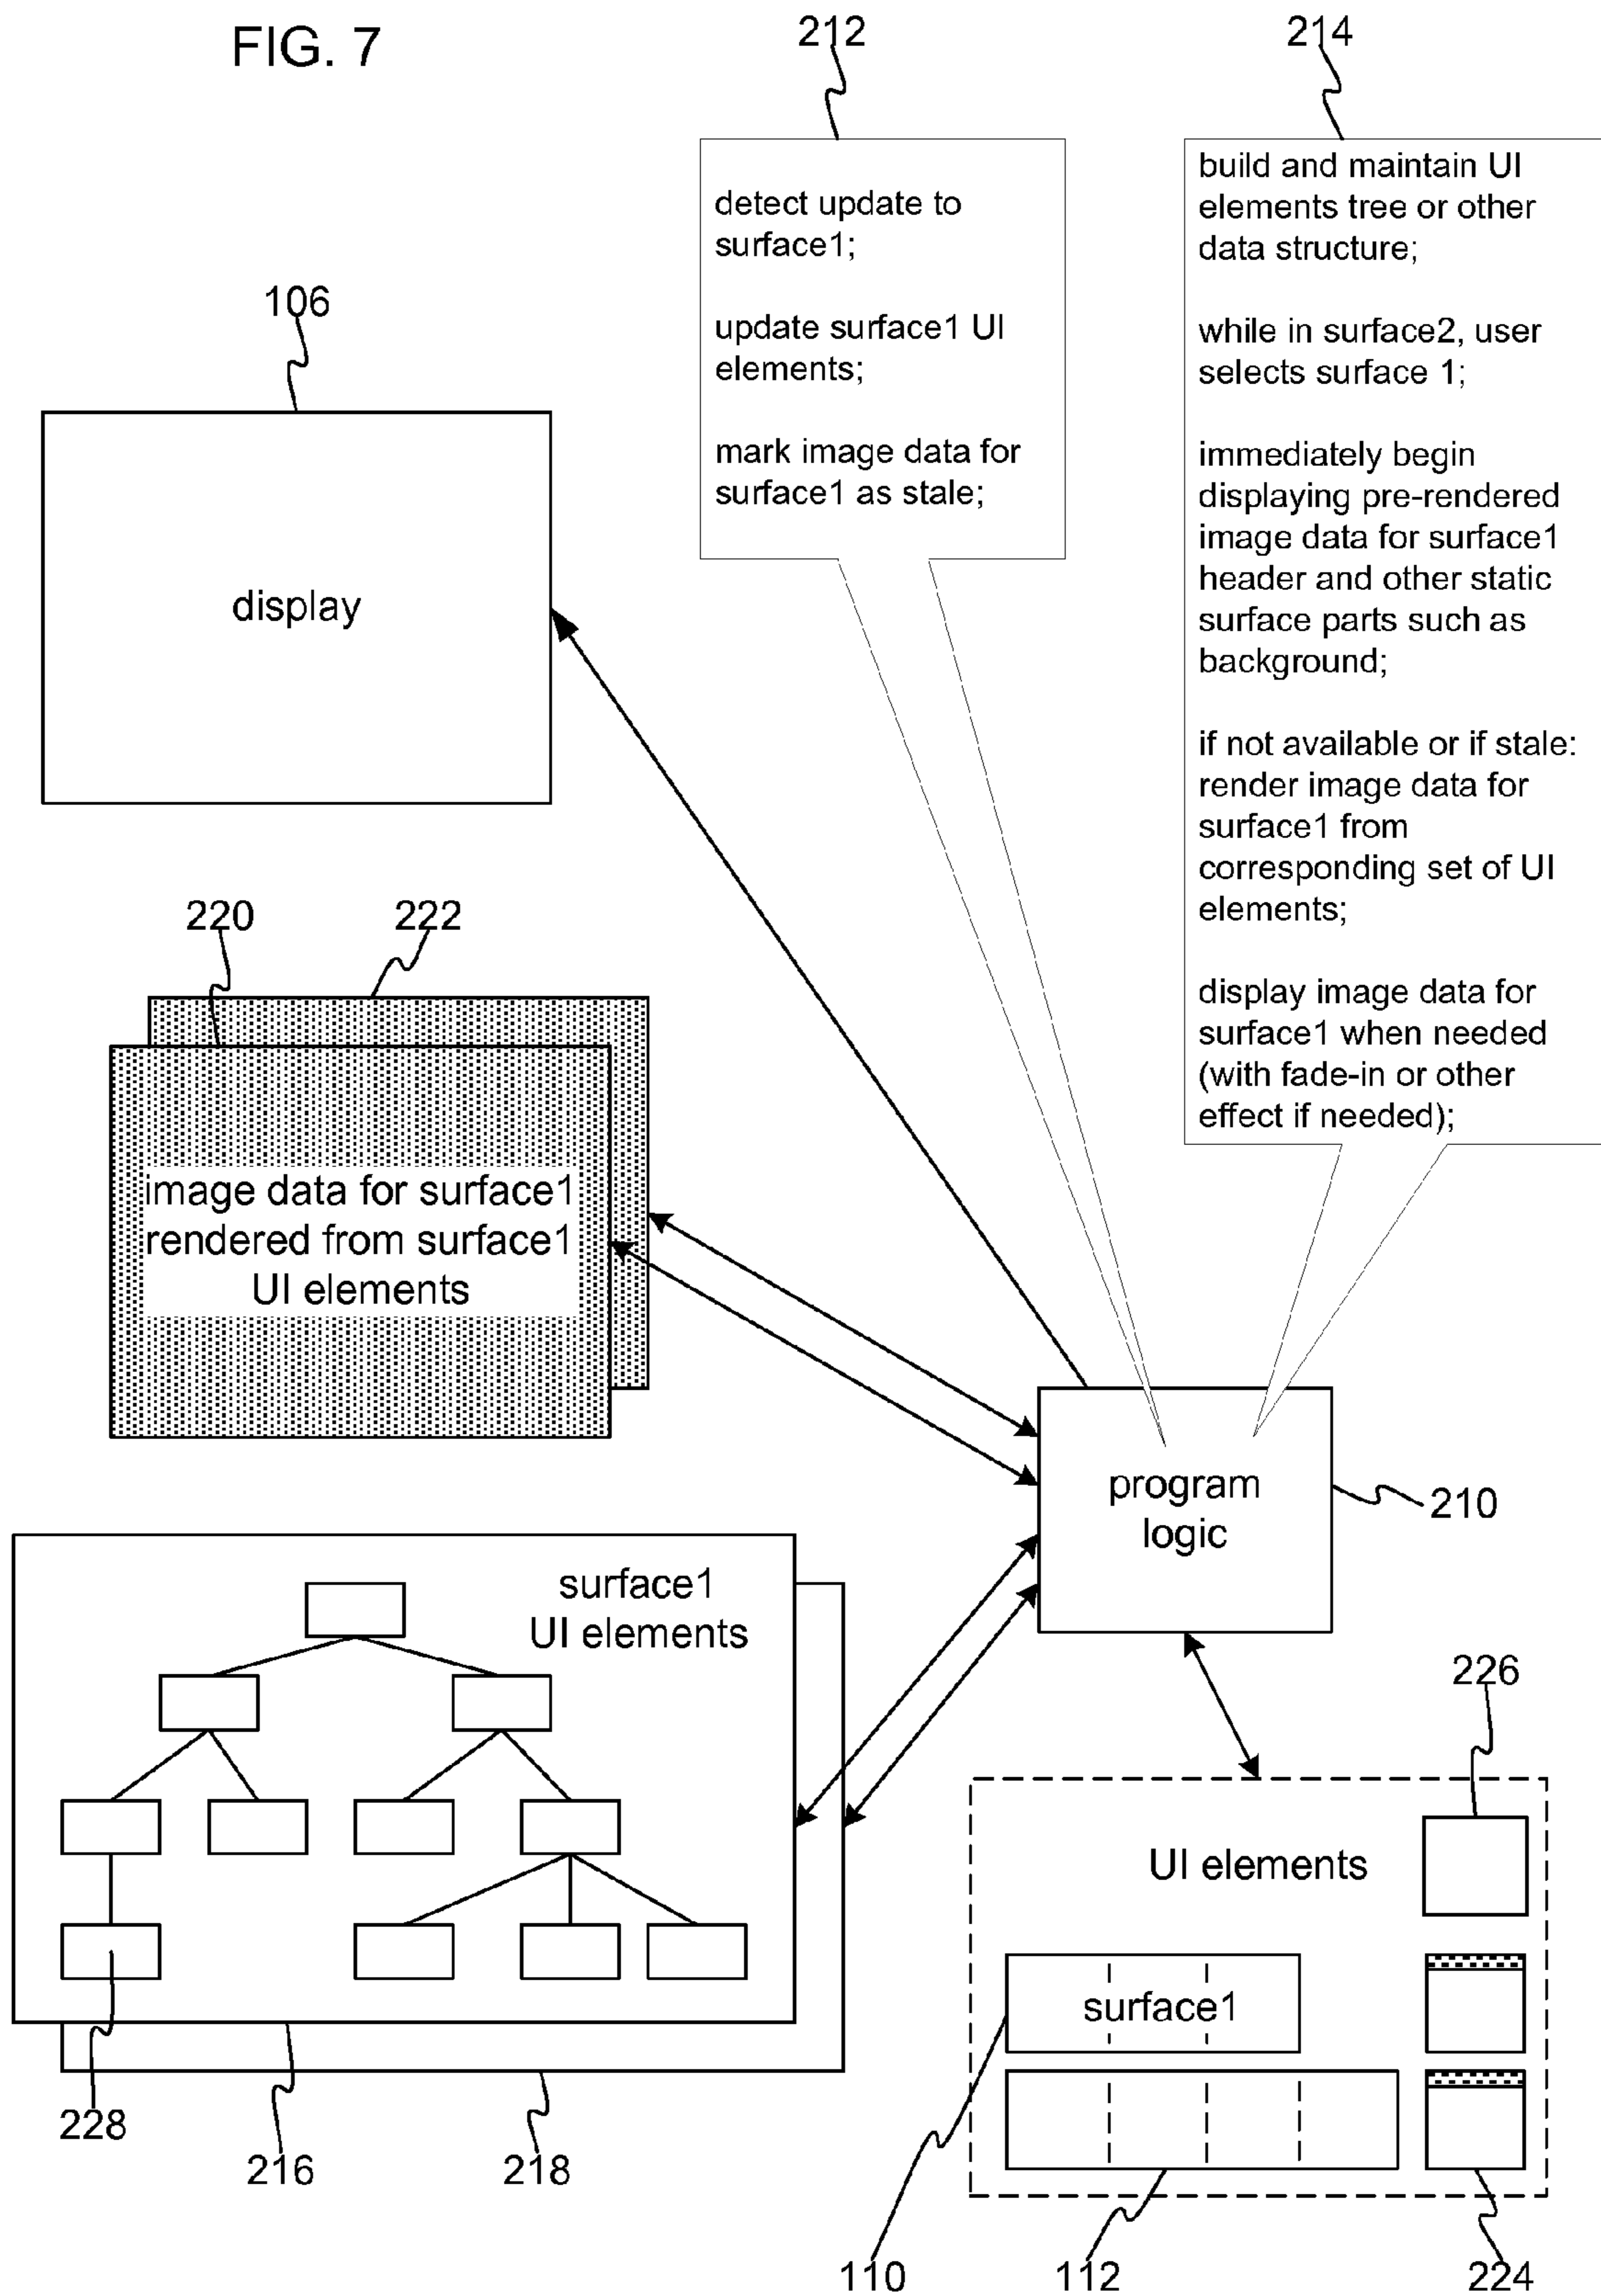 FIG. 7
212
214
detect update to
surface1;
update surface1 UI
elements;
mark image data for
surface1 as stale;
build and maintain UI
elements tree or other
data structure;
while in surface2, user
selects surface 1;
immediately begin
displaying pre-rendered
image data for surface1
header and other static
surface parts such as
background;
if not available or if stale:
render image data for
surface1 from
corresponding set of UI
elements;
display image data for
surface1 when needed
(with fade-in or other
effect if needed);
106
display
220
222
image data for surface1
rendered from surface1
UI elements
program
logic
210
surface1
UI elements
228
216
218
226
UI elements
surface1
110
112
224